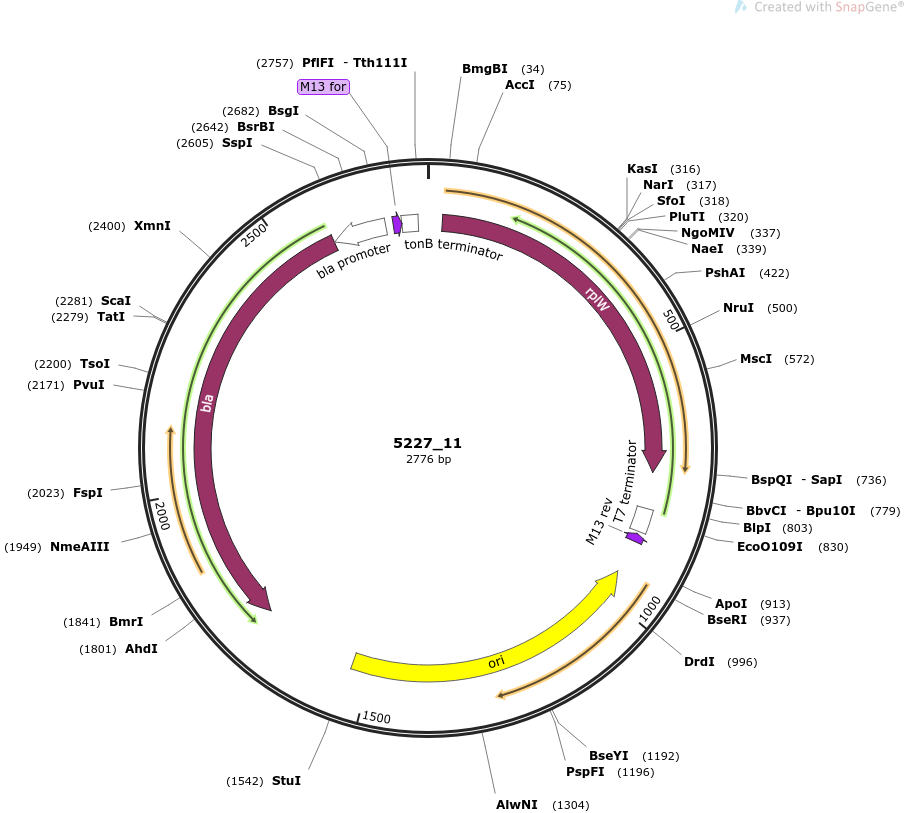 Created with SnapGene®
(2757) PflFI - Tth111I
M13 for
(2682) BsgI
(2642) BsrBI
(2605) SspI
BmgBI (34)
AccI (75)
KasI (316)
NarI (317)
SfoI (318)
PluTI (320)
NgoMIV (337)
NaeI (339)
PshAI (422)
NruI (500)
MscI (572)
BspQI - SapI (736)
BbvCI - Bpu10I (779)
BlpI (803)
EcoO109I (830)
ApoI (913)
BseRI (937)
DrdI (996)
BseYI (1192)
PspFI (1196)
AlwNI (1304)
(1542) StuI
(1801) AhdI
(1841) BmrI
(1949) NmeAIII
(2023) FspI
(2171) PvuI
(2200) TsoI
(2279) TatI
(2281) ScaI
(2400) XmnI
500
1000
1500
2000
2500
bla promoter
tonB terminator
rplW
T7 terminator
M13 rev
ori
bla
5227_11
2776 bp